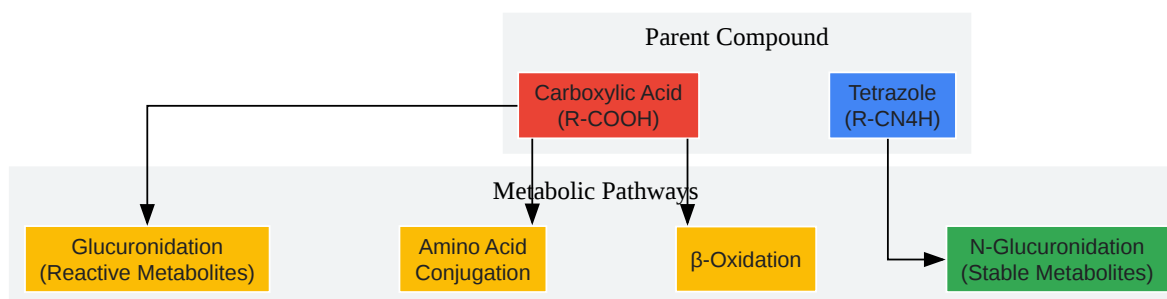 Parent Compound
Carboxylic Acid
(R-COOH)
Tetrazole
(R-CN4H)
Metabolic Pathways
Glucuronidation
(Reactive Metabolites)
Amino Acid
Conjugation
β-Oxidation
N-Glucuronidation
(Stable Metabolites)